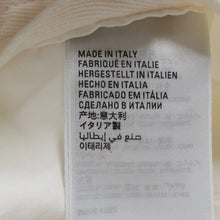 MADE IN ITALY
FABRIQUÉ EN ITALIE
HERGESTELLT IN ITALIEN
HECHO EN ITALIA
FABRICADO EM ITÁLIA
СДЕЛАНО В ИТАЛИИ
产地:意大利
イタリア製
صنع في إيطاليا
이태리제